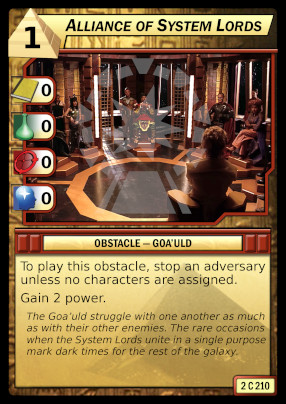 1
ALLIANCE OF SYSTEM LORDS
0
0
0
0
OBSTACLE — GOA'ULD
To play this obstacle, stop an adversary
unless no characters are assigned.
Gain 2 power.
The Goa'uld struggle with one another as much
as with their other enemies. The rare occasions
when the System Lords unite in a single purpose
mark dark times for the rest of the galaxy.
2 C 210